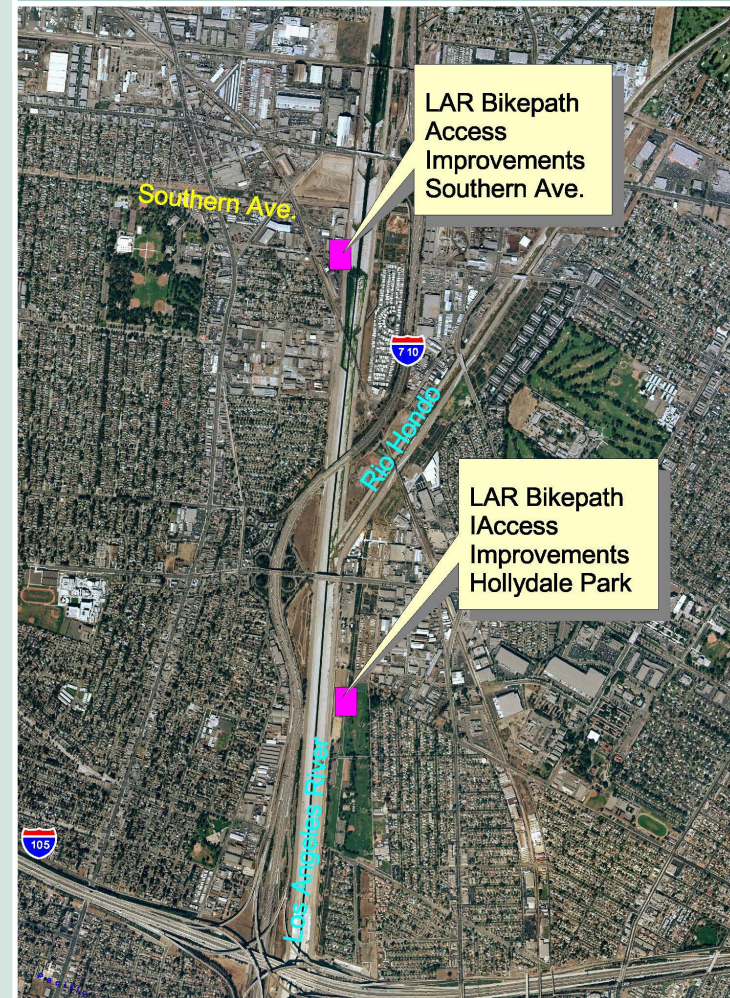 LAR Bikepath
Access
Improvements
Southern Ave.
Southern Ave.
710
Rio Hondo
LAR Bikepath
IAccess
Improvements
Hollydale Park
Los Angeles River
105